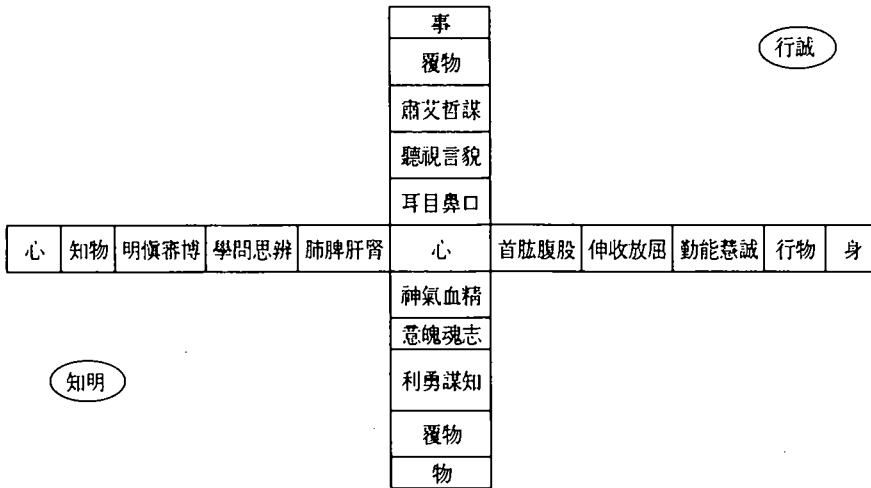 事
行誠
覆物
肅艾哲謀
聽視言貌
耳目鼻口
心 知物 明愼審博 學問思辨 肺脾肝腎 心 首肱腹股 伸收放屈 勤能慧誠 行物 身
神氣血精
意魄魂志
知明
利勇謀知
覆物
物